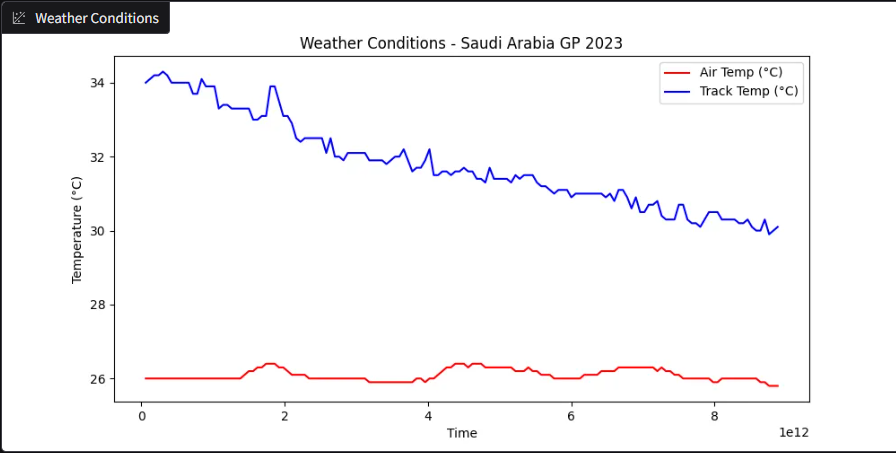 Weather Conditions
Weather Conditions - Saudi Arabia GP 2023
Air Temp (°C)
Track Temp (°C)
Temperature (°C)
34
32
30
28
26
0 2 4 6 8
1e12
Time